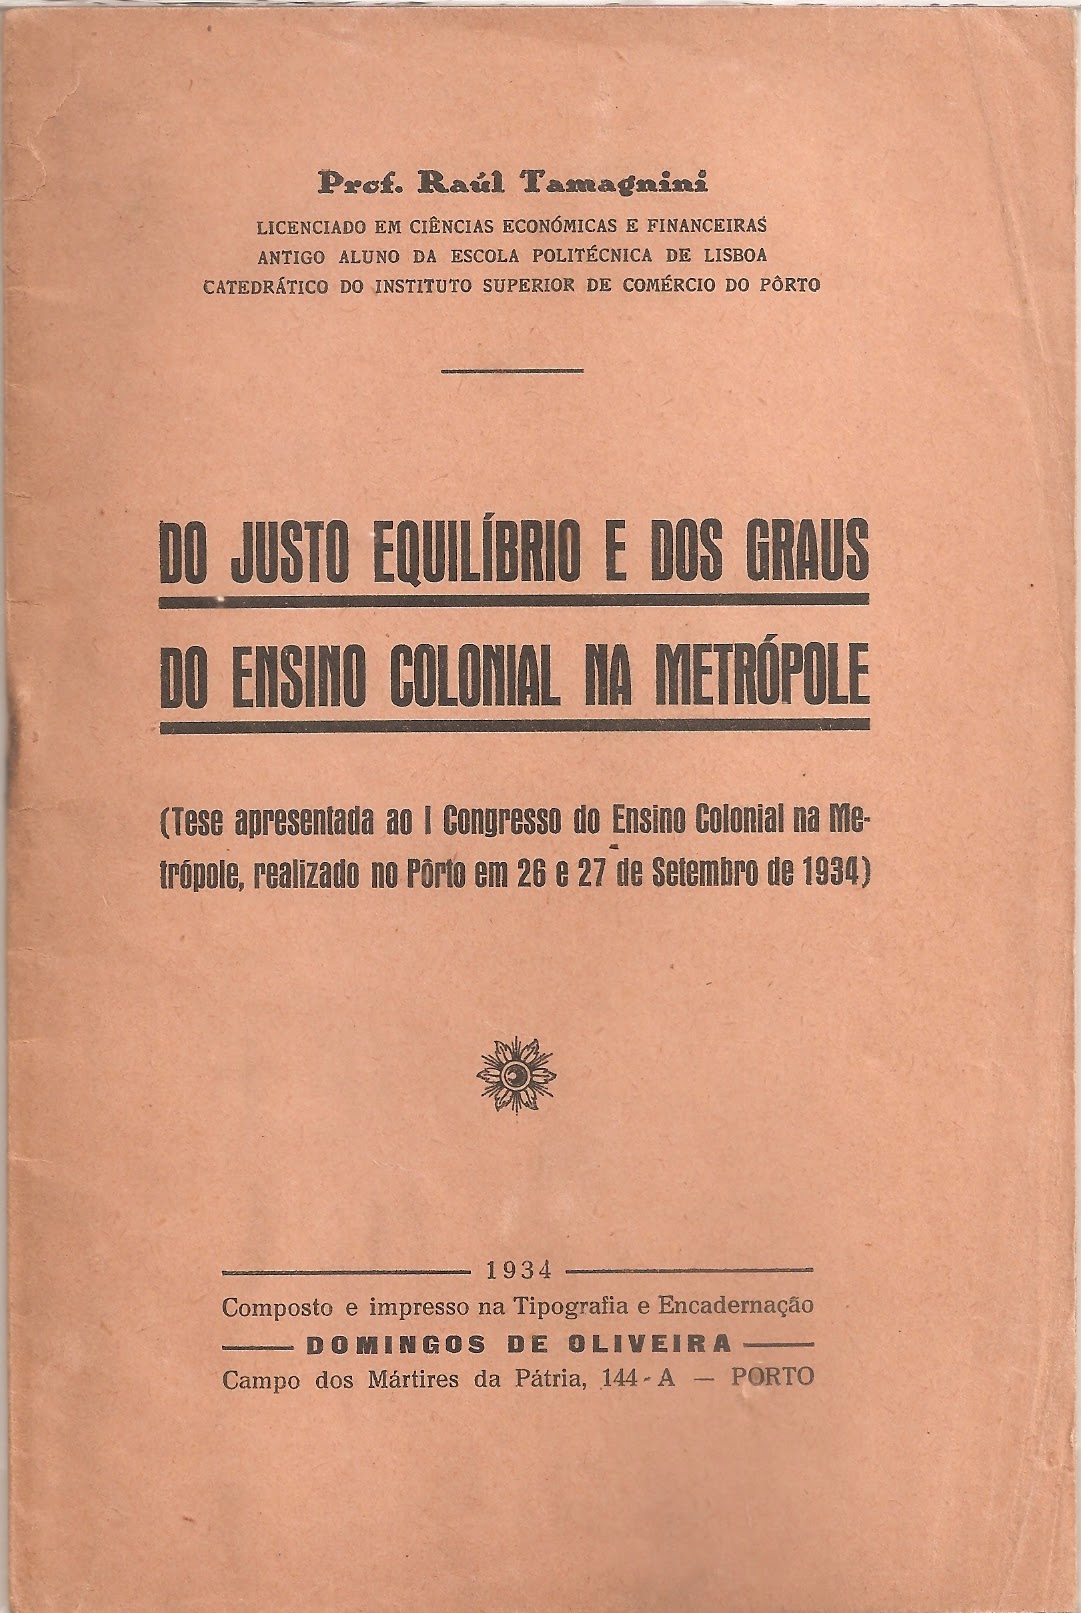 Prof. Raúl Tamagnini
LICENCIADO EM CIÊNCIAS ECONÓMICAS E FINANCEIRAS
ANTIGO ALUNO DA ESCOLA POLITÉCNICA DE LISBOA
CATEDRÁTICO DO INSTITUTO SUPERIOR DE COMÉRCIO DO PÔRTO
DO JUSTO EQUILÍBRIO E DOS GRAUS
DO ENSINO COLONIAL NA METRÓPOLE
(Tese apresentada ao I Congresso do Ensino Colonial na Me-
trópole, realizado no Pôrto em 26 e 27 de Setembro de 1934)
1934
Composto e impresso na Tipografia e Encadernação
DOMINGOS DE OLIVEIRA
Campo dos Mártires da Pátria, 144-A — PORTO